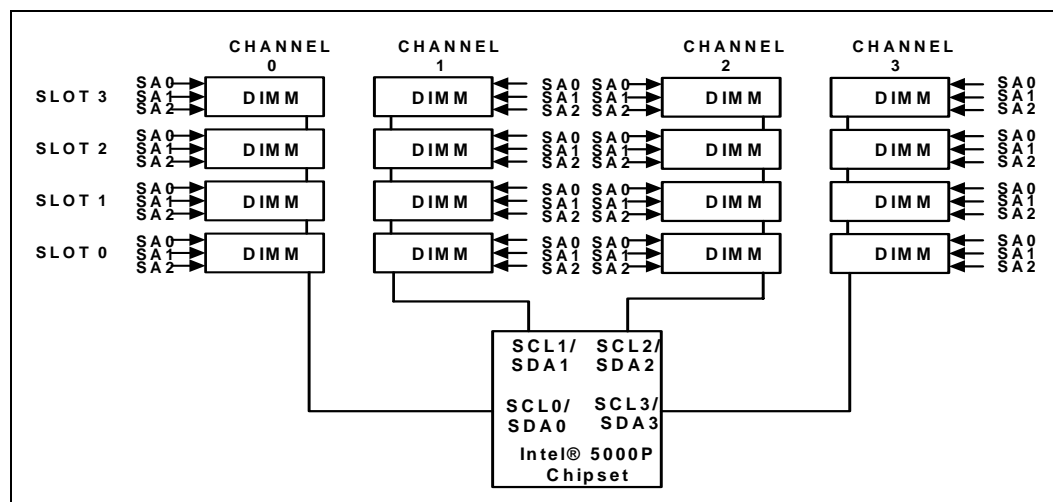 CHANNEL 0
CHANNEL 1
CHANNEL 2
CHANNEL 3
SLOT 3
SA0
SA1
SA2
DIMM
DIMM
SA0
SA1
SA2
SA0
SA1
SA2
DIMM
DIMM
SA0
SA1
SA2
SLOT 2
SA0
SA1
SA2
DIMM
DIMM
SA0
SA1
SA2
SA0
SA1
SA2
DIMM
DIMM
SA0
SA1
SA2
SLOT 1
SA0
SA1
SA2
DIMM
DIMM
SA0
SA1
SA2
SA0
SA1
SA2
DIMM
DIMM
SA0
SA1
SA2
SLOT 0
SA0
SA1
SA2
DIMM
DIMM
SA0
SA1
SA2
SA0
SA1
SA2
DIMM
DIMM
SA0
SA1
SA2
SCL1/
SDA1
SCL2/
SDA2
SCL0/
SDA0
SCL3/
SDA3
Intel® 5000P
Chipset